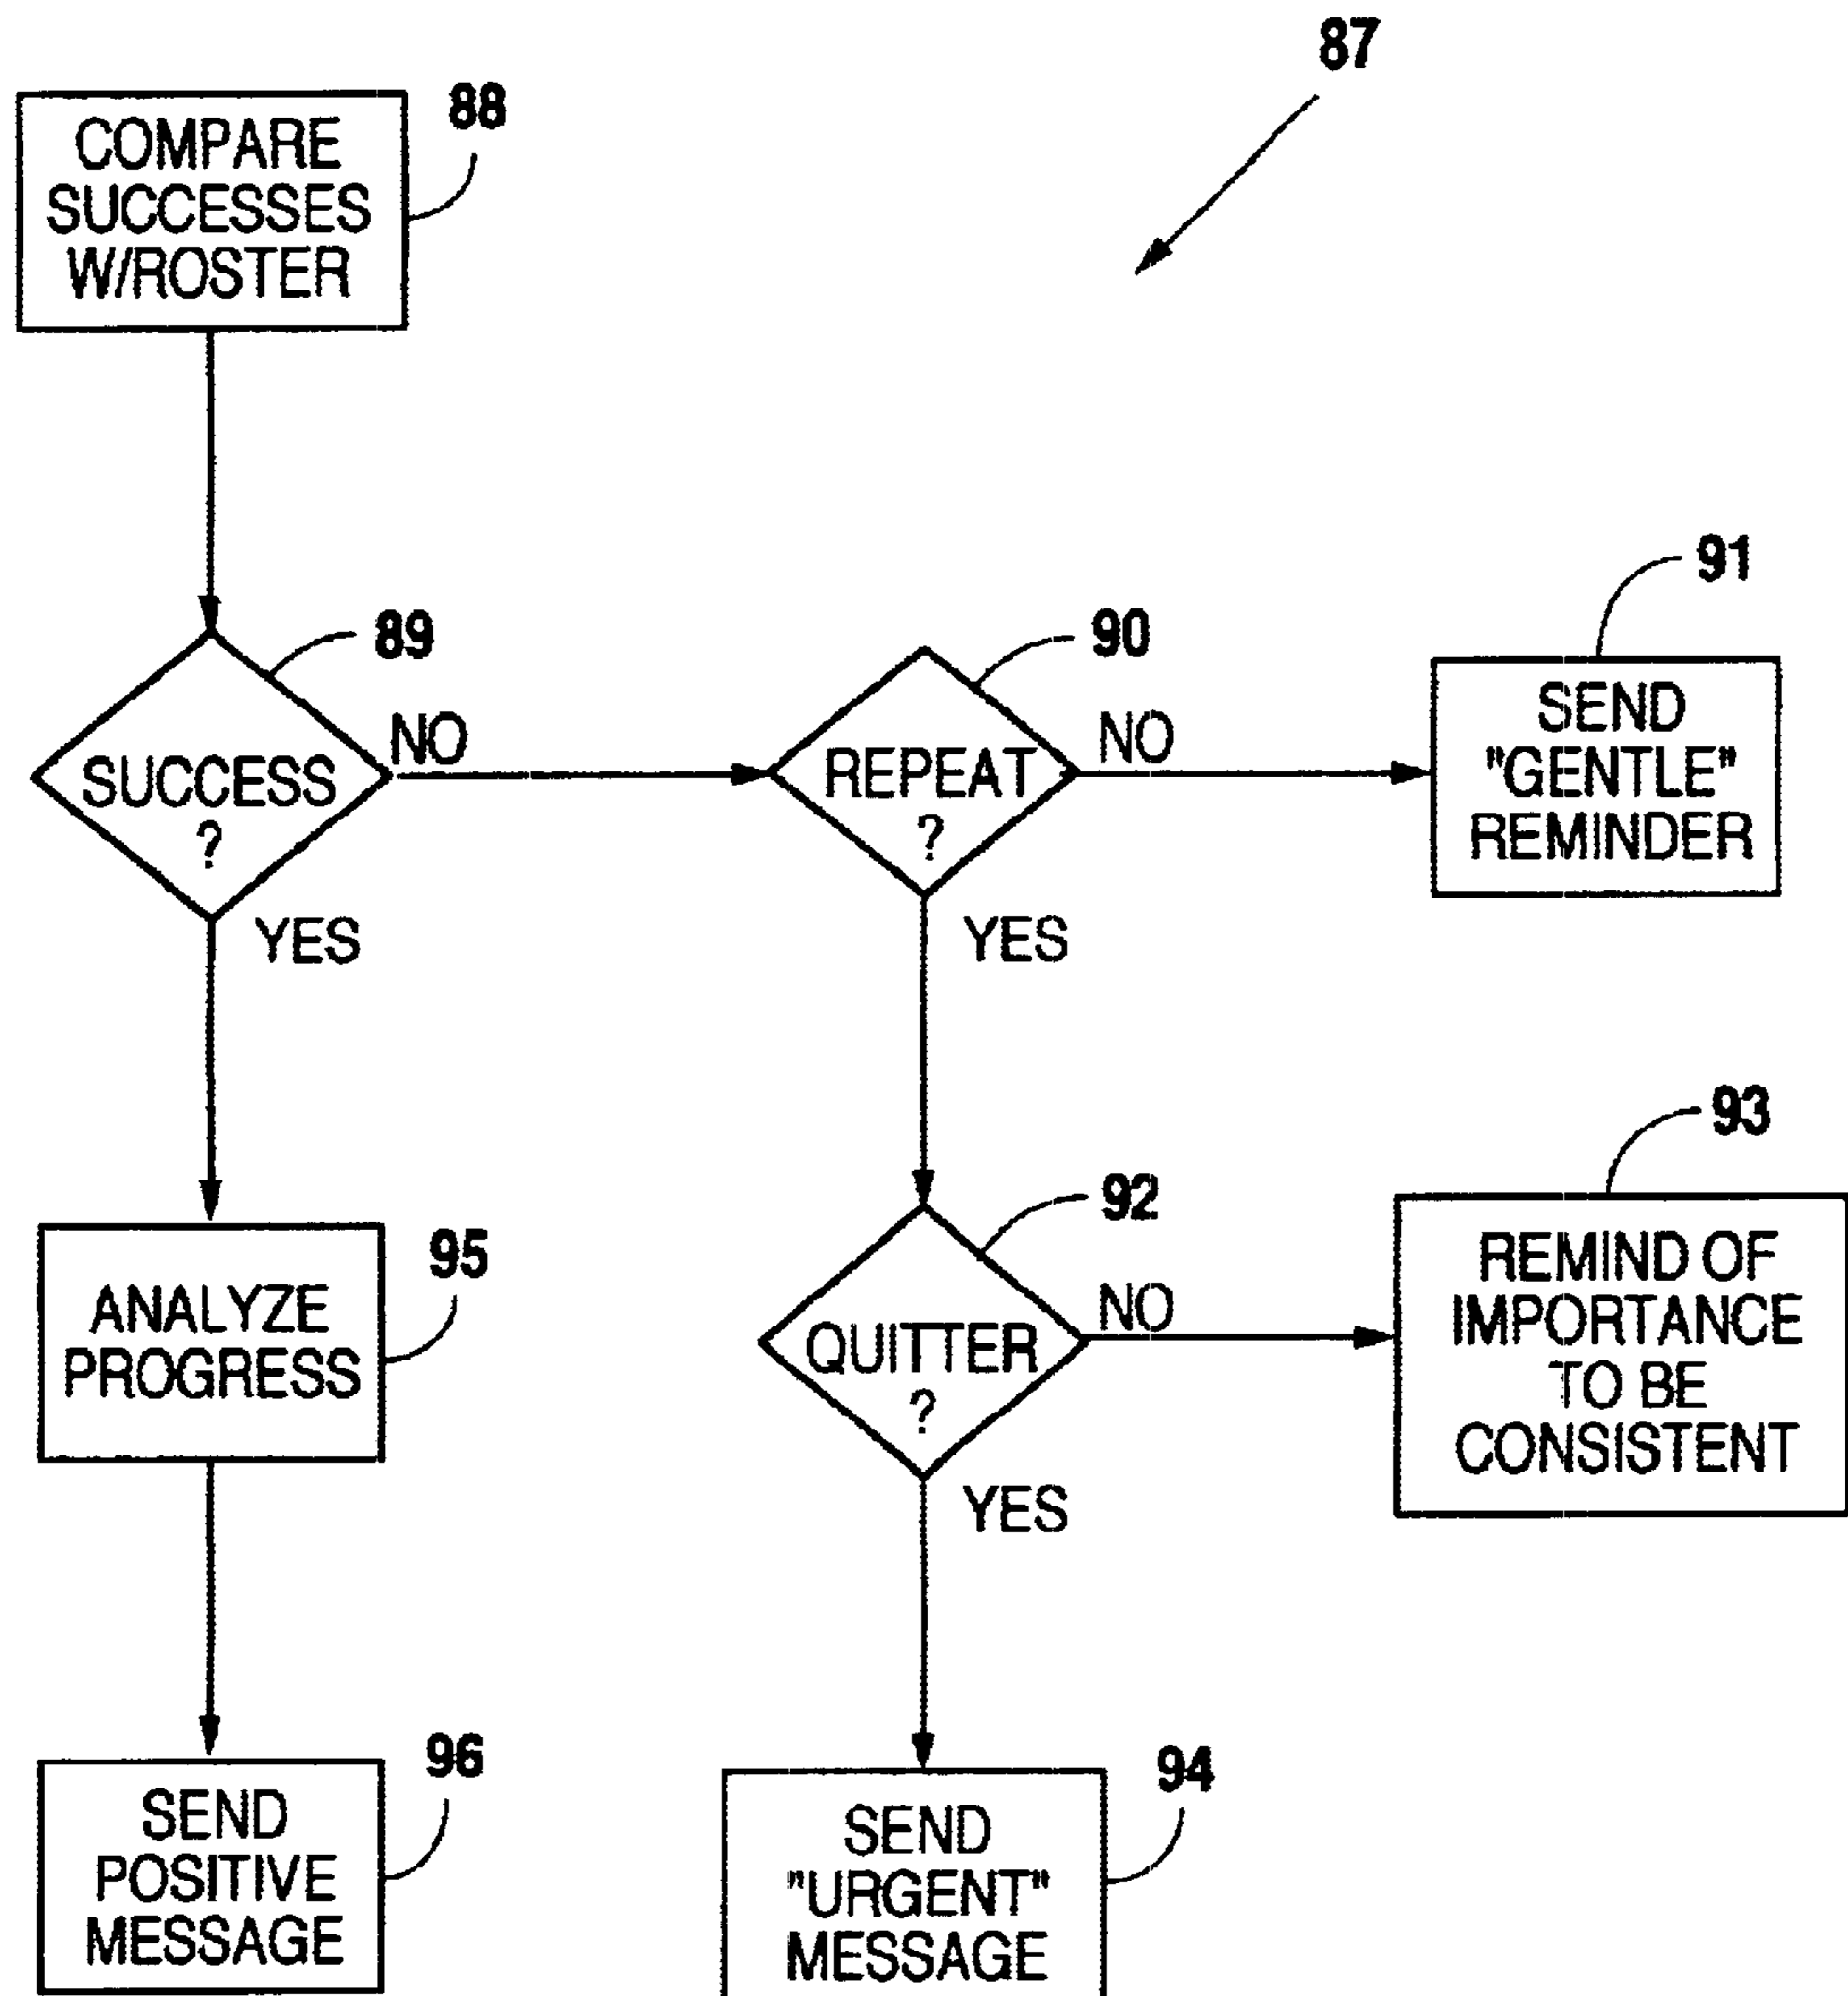 87
88
COMPARE
SUCCESSES
W/ROSTER
89
SUCCESS
?
NO
YES
90
REPEAT
?
NO
YES
91
SEND
"GENTLE"
REMINDER
92
QUITTER
?
NO
YES
93
REMIND OF
IMPORTANCE
TO BE
CONSISTENT
95
ANALYZE
PROGRESS
96
SEND
POSITIVE
MESSAGE
94
SEND
"URGENT"
MESSAGE